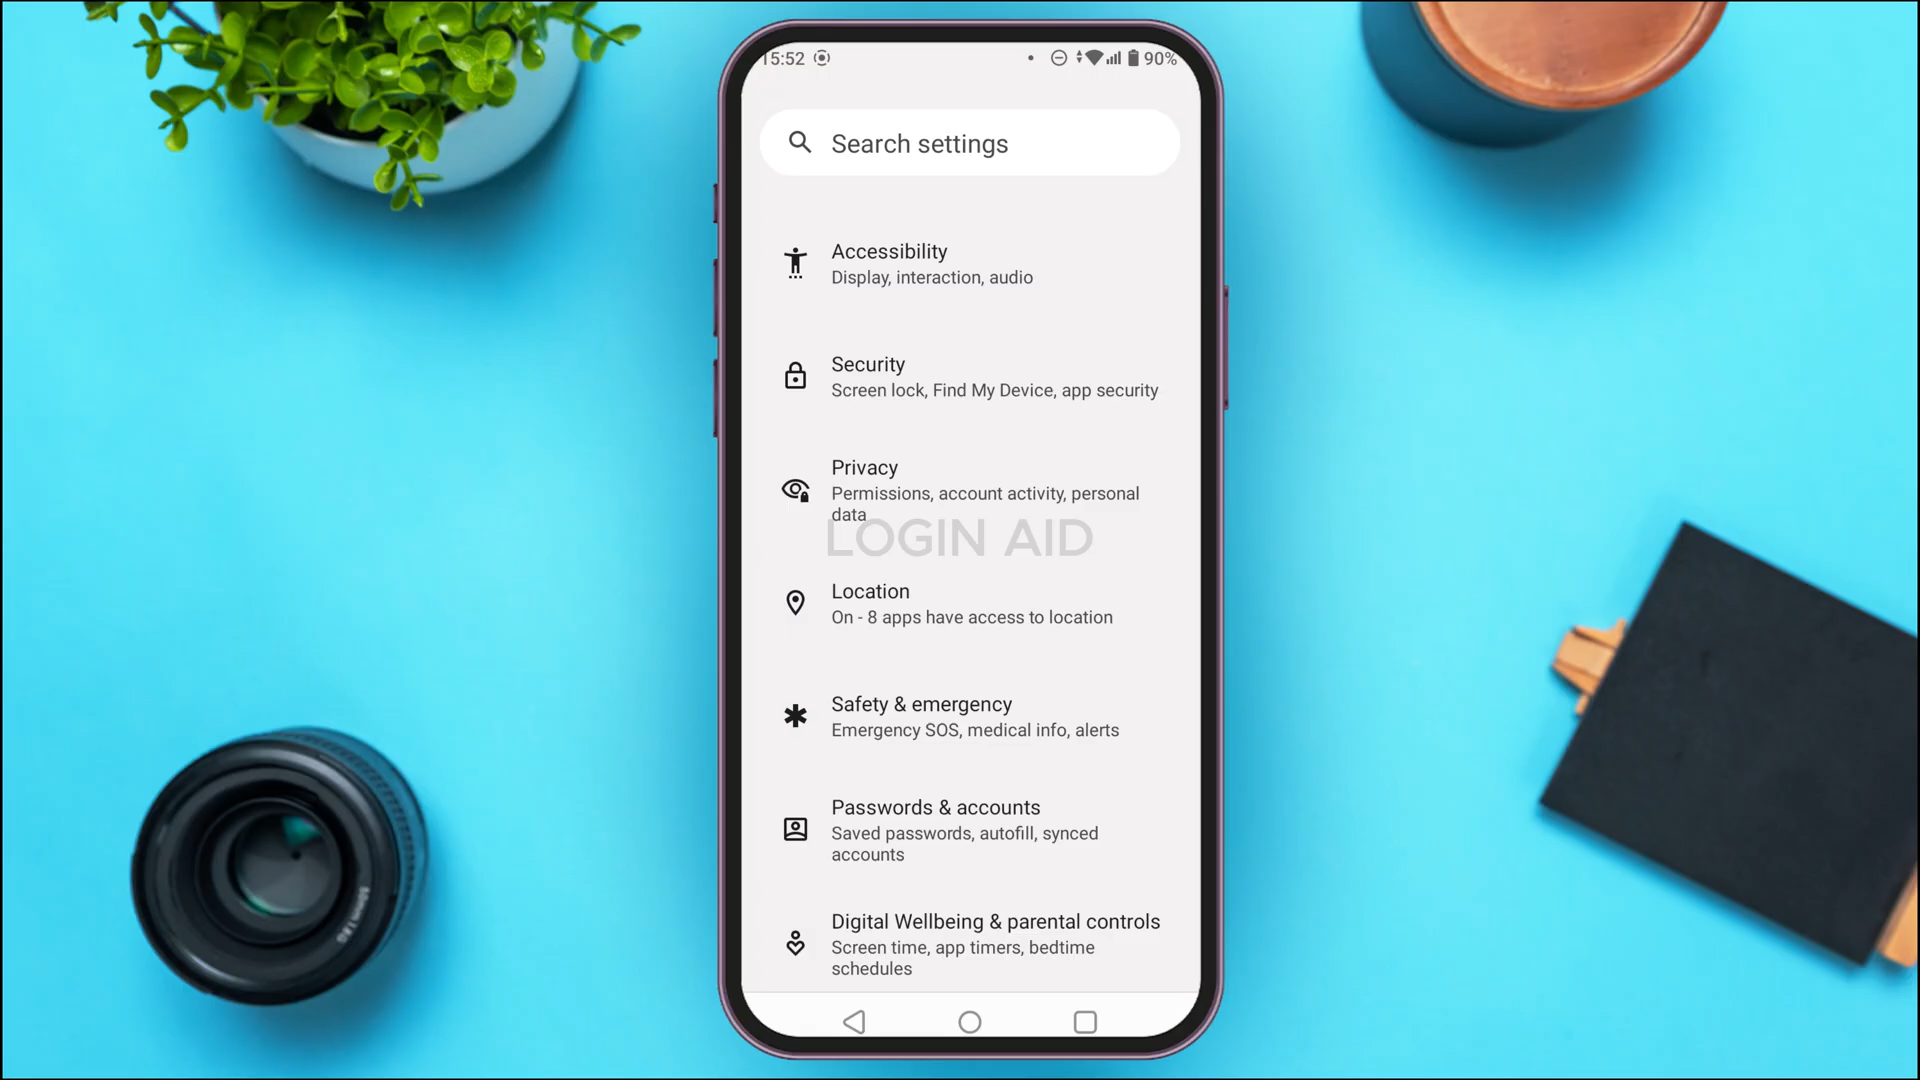 15:52 90%
Search settings
Accessibility
Display, interaction, audio
Security
Screen lock, Find My Device, app security
Privacy
Permissions, account activity, personal
data
LOGIN AID
Location
On - 8 apps have access to location
Safety & emergency
Emergency SOS, medical info, alerts
Passwords & accounts
Saved passwords, autofill, synced
accounts
Digital Wellbeing & parental controls
Screen time, app timers, bedtime
schedules